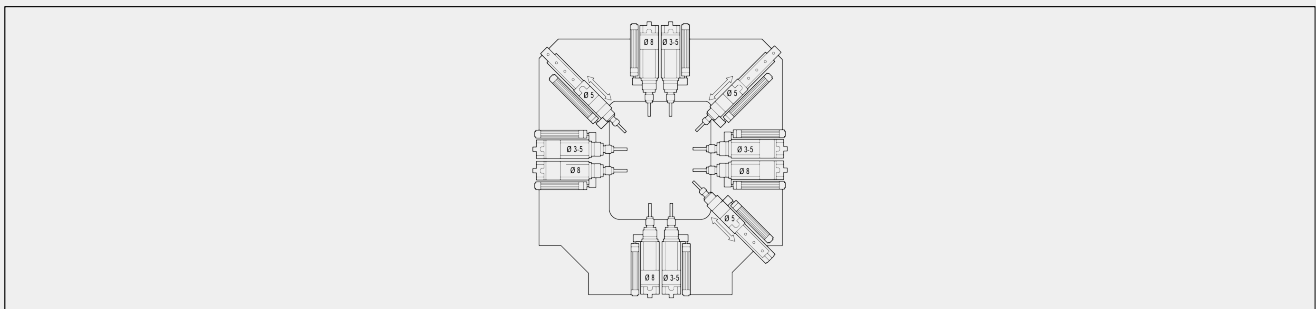 Ø 8 Ø 3-5
Ø 5 Ø 5
Ø 3-5 Ø 3-5
Ø 8 Ø 8
Ø 5
Ø 8 Ø 3-5